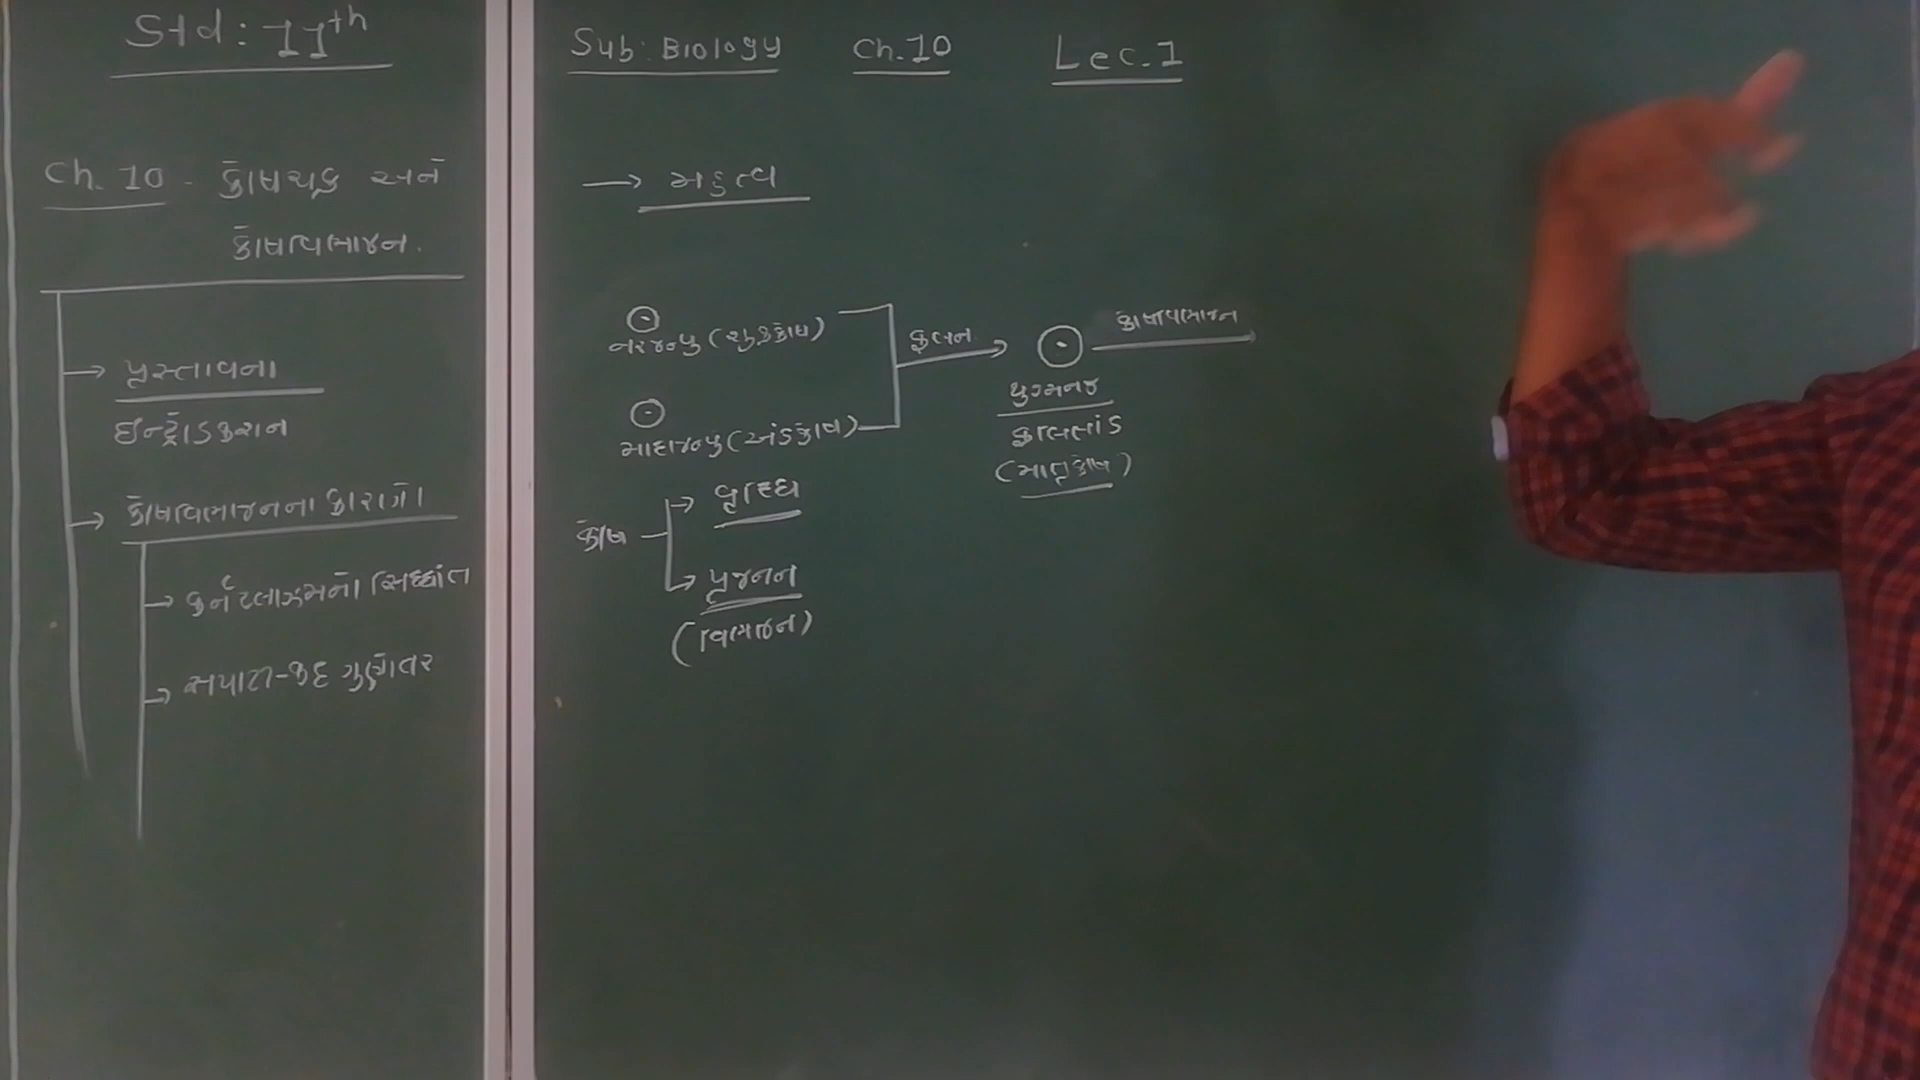 Std : 11th
Ch. 10 - કોષચક્ર અને
કોષવિભાજન.
→ પ્રસ્તાવના
ઇન્ટ્રોડક્શન
→ કોષવિભાજનના કારણો
→ કર્નેટલાઝમનો સિદ્ધાંત
→ સપાટી-કદ ગુણોત્તર
Sub : Biology Ch.10 Lec.1
→ મહત્વ
નરજન્યુ (શુક્રકોષ)
માદાજન્યુ (અંડકોષ)
ફલન
કોષવિભાજન
યુગ્મનજ
ફલિતાંડ
(માતૃકોષ)
કોષ
→ વૃદ્ધિ
→ પ્રજનન
(વિભાજન)